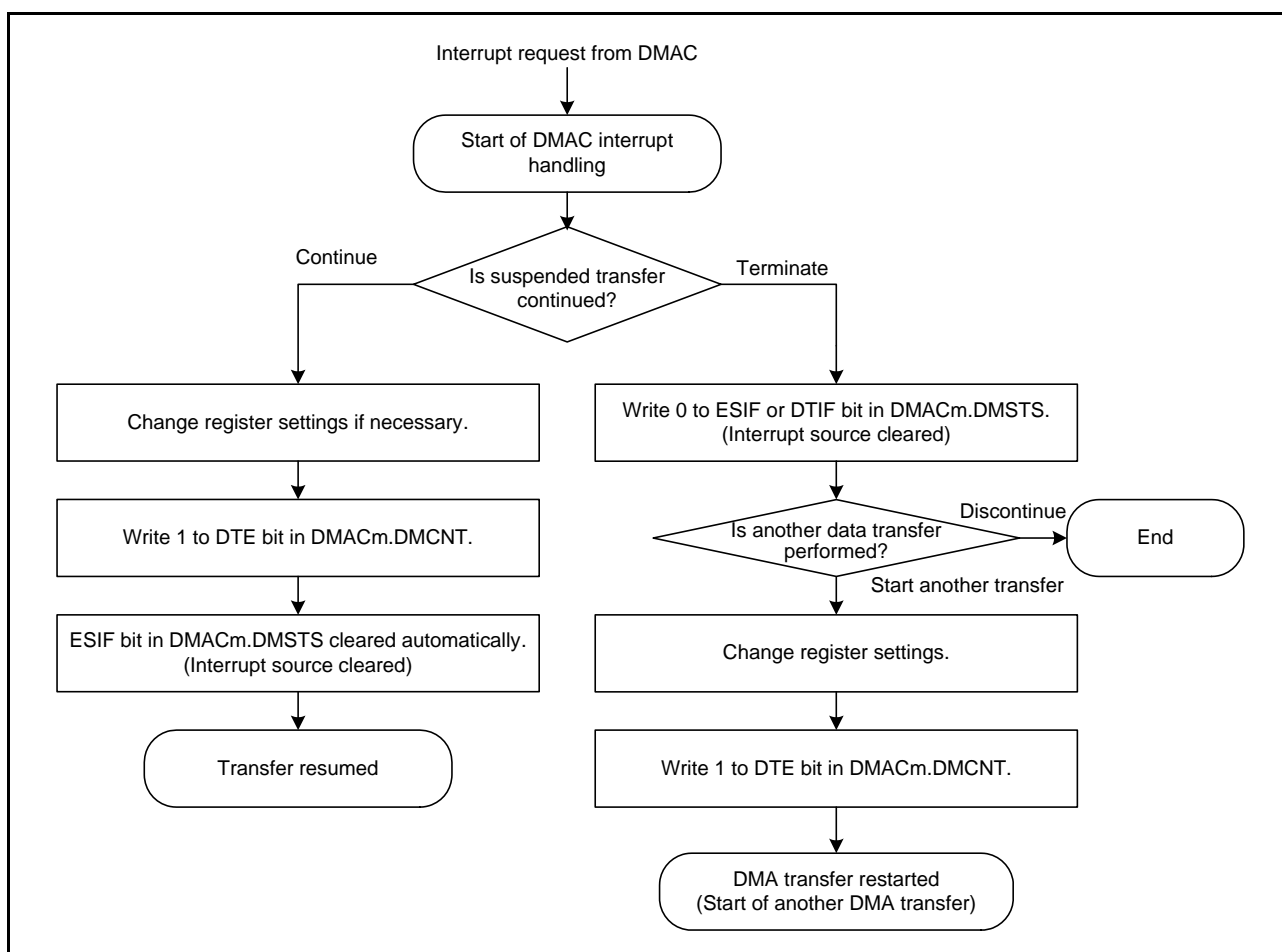 Interrupt request from DMAC
Start of DMAC interrupt
handling
Continue
Is suspended transfer
continued?
Terminate
Change register settings if necessary.
Write 1 to DTE bit in DMACm.DMCNT.
ESIF bit in DMACm.DMSTS cleared automatically.
(Interrupt source cleared)
Transfer resumed
Write 0 to ESIF or DTIF bit in DMACm.DMSTS.
(Interrupt source cleared)
Is another data transfer
performed?
Discontinue
End
Start another transfer
Change register settings.
Write 1 to DTE bit in DMACm.DMCNT.
DMA transfer restarted
(Start of another DMA transfer)